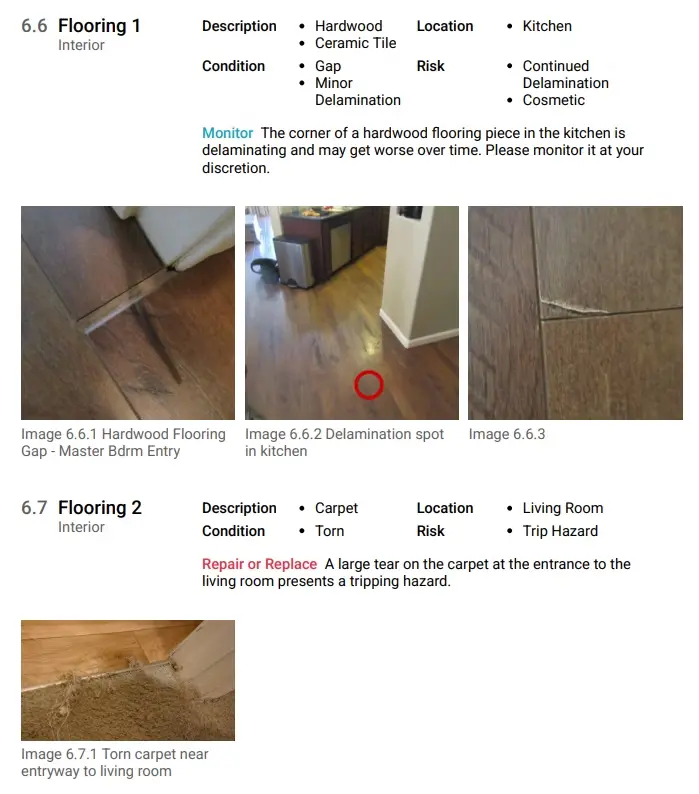 6.6 Flooring 1
Interior
Description
• Hardwood
• Ceramic Tile
Location
• Kitchen
Condition
• Gap
• Minor
Delamination
Risk
• Continued
Delamination
• Cosmetic
Monitor The corner of a hardwood flooring piece in the kitchen is
delaminating and may get worse over time. Please monitor it at your
discretion.
Image 6.6.1 Hardwood Flooring
Gap - Master Bdrm Entry
Image 6.6.2 Delamination spot
in kitchen
Image 6.6.3
6.7 Flooring 2
Interior
Description
• Carpet
Location
• Living Room
Condition
• Torn
Risk
• Trip Hazard
Repair or Replace A large tear on the carpet at the entrance to the
living room presents a tripping hazard.
Image 6.7.1 Torn carpet near
entryway to living room